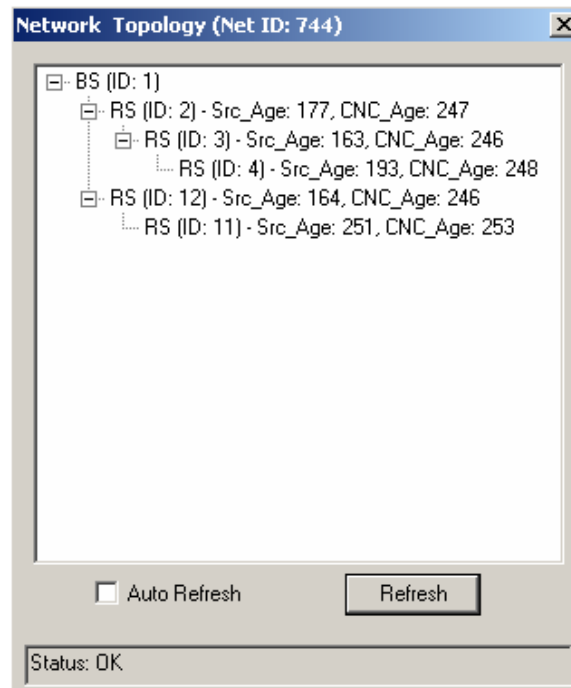 Network Topology (Net ID: 744)
BS (ID: 1)
RS (ID: 2) - Src_Age: 177, CNC_Age: 247
RS (ID: 3) - Src_Age: 163, CNC_Age: 246
RS (ID: 4) - Src_Age: 193, CNC_Age: 248
RS (ID: 12) - Src_Age: 164, CNC_Age: 246
RS (ID: 11) - Src_Age: 251, CNC_Age: 253
Auto Refresh
Refresh
Status: OK